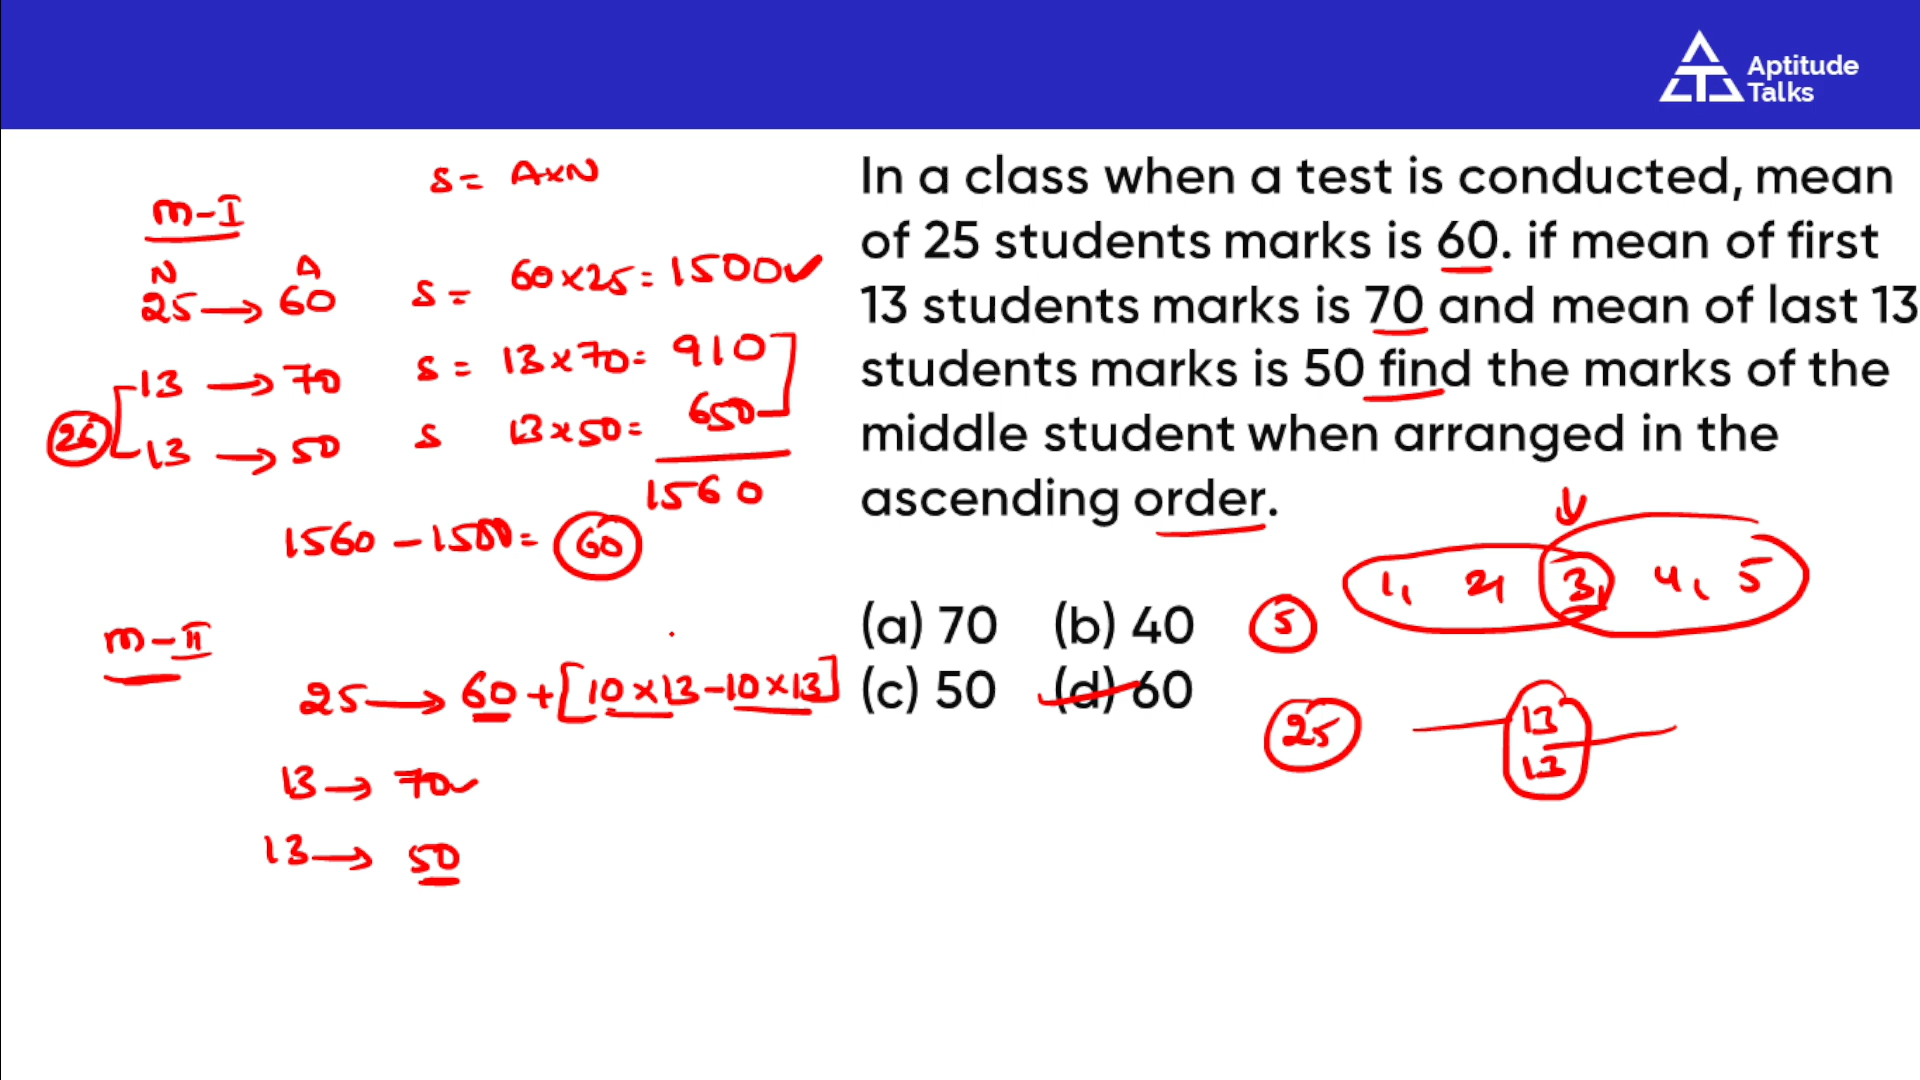 Aptitude
Talks
In a class when a test is conducted, mean
of 25 students marks is 60. if mean of first
13 students marks is 70 and mean of last 13
students marks is 50 find the marks of the
middle student when arranged in the
ascending order.
(a) 70 (b) 40
(c) 50 (d) 60
S = A×N
m-I
N A
25 → 60 S = 60×25 = 1500✓
13 → 70 S = 13×70 = 910
26
13 → 50 S 13×50 = 650
1560
1560 - 1500 = 60
m-II
25 → 60 + [10×13-10×13]
13 → 70✓
13 → 50
5 1, 2, 3, 4, 5
25 13
13